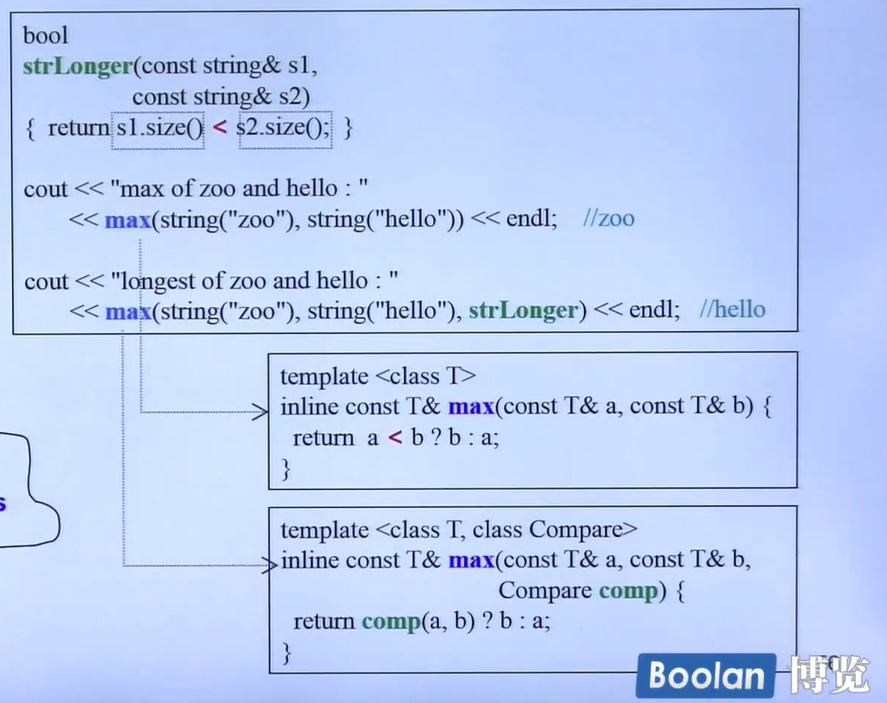 bool
strLonger(const string& s1,
const string& s2)
{ return s1.size() < s2.size(); }
cout << "max of zoo and hello : "
<< max(string("zoo"), string("hello")) << endl; //zoo
cout << "longest of zoo and hello : "
<< max(string("zoo"), string("hello"), strLonger) << endl; //hello
template <class T>
inline const T& max(const T& a, const T& b) {
return a < b ? b : a;
}
s
template <class T, class Compare>
inline const T& max(const T& a, const T& b,
Compare comp) {
return comp(a, b) ? b : a;
}
Boolan 博览